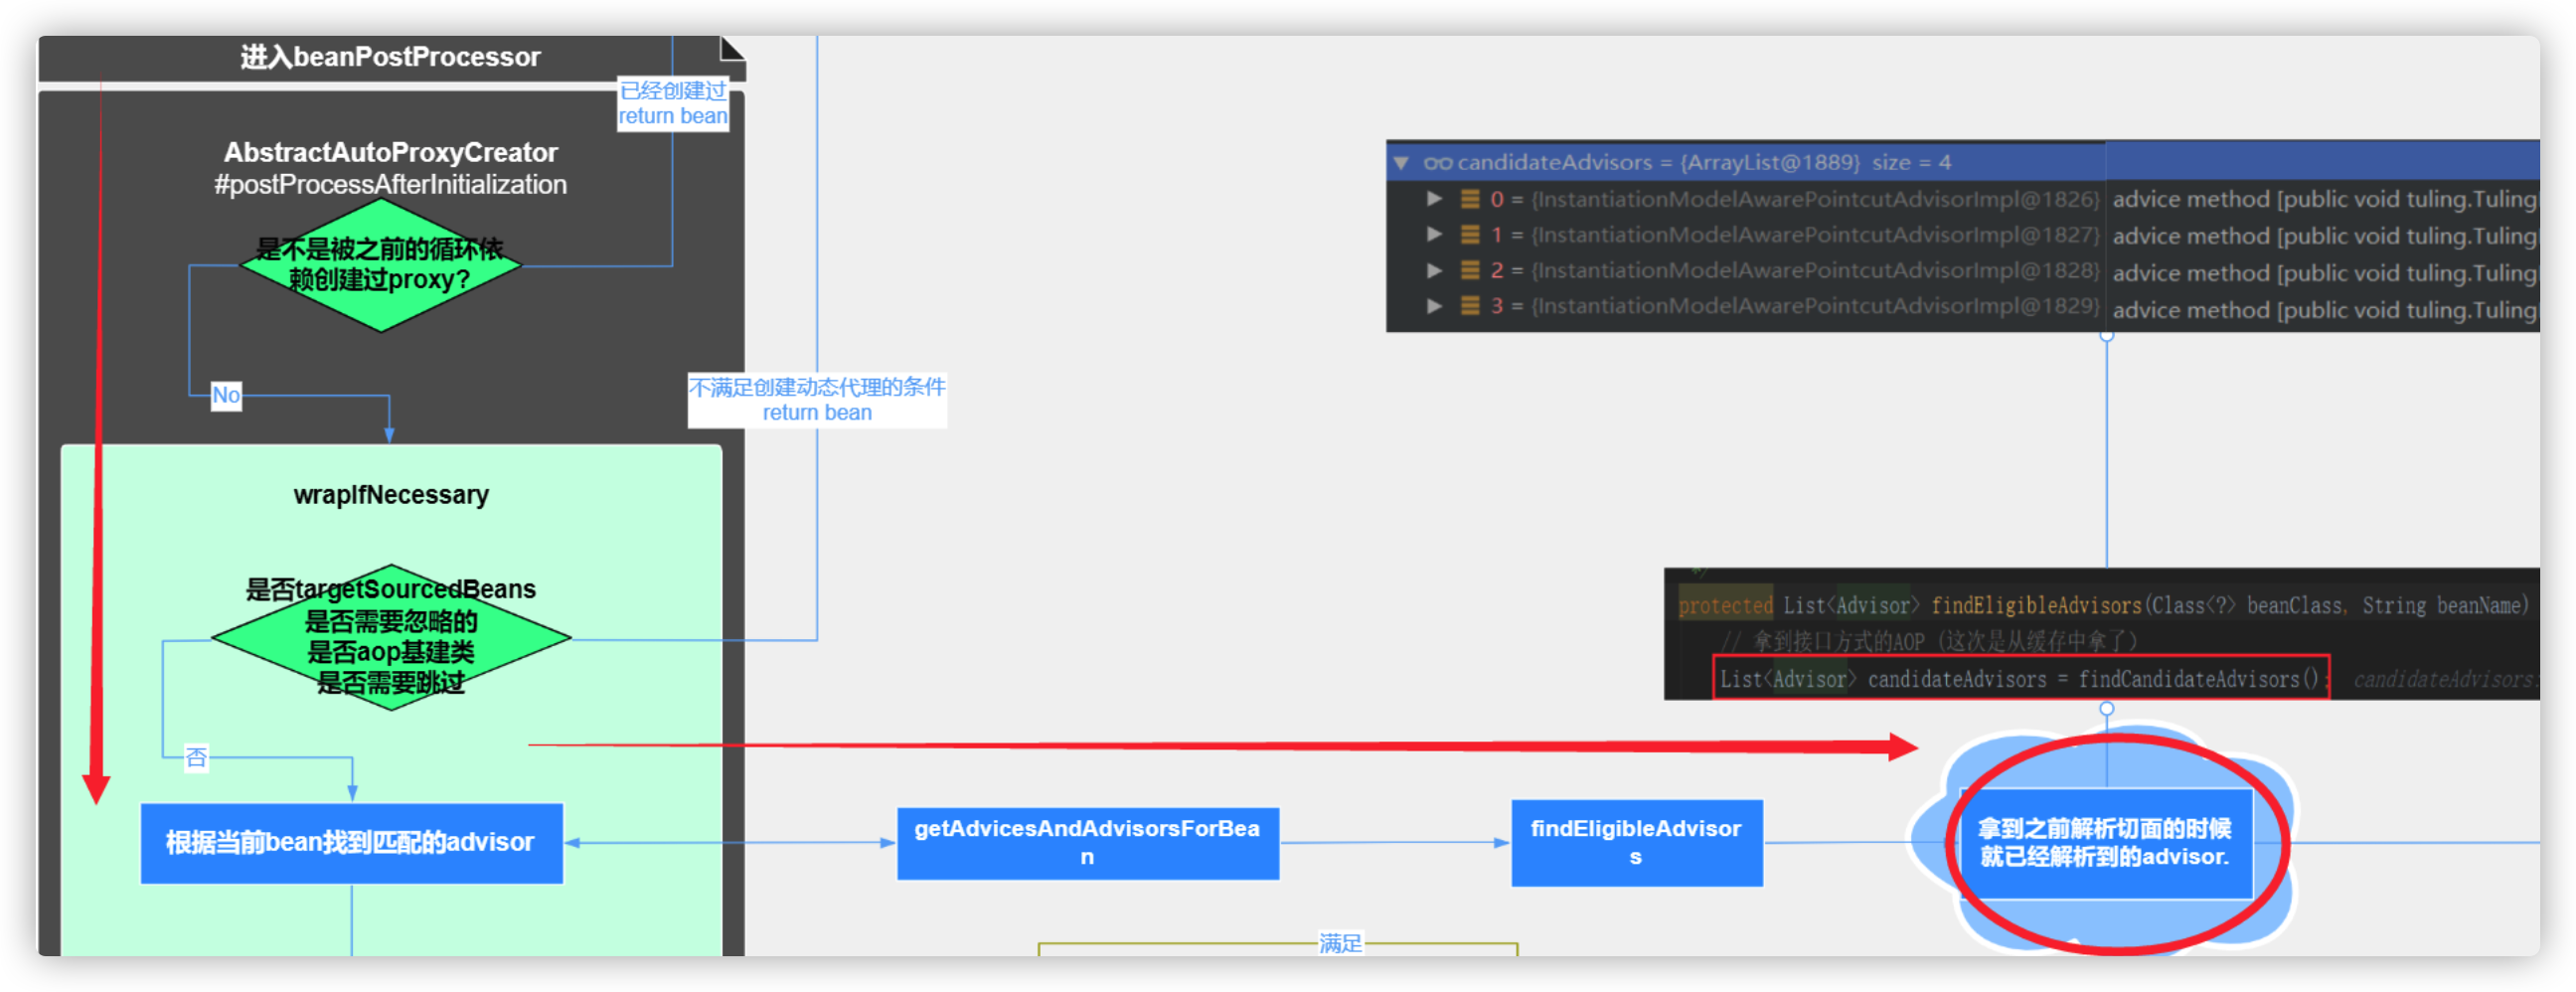 进入beanPostProcessor
已经创建过
return bean
AbstractAutoProxyCreator
#postProcessAfterInitialization
是不是被之前的循环依
赖创建过proxy?
No
不满足创建动态代理的条件
return bean
wrapIfNecessary
是否targetSourcedBeans
是否需要忽略的
是否aop基建类
是否需要跳过
否
根据当前bean找到匹配的advisor
getAdvicesAndAdvisorsForBea
n
findEligibleAdvisor
s
拿到之前解析切面的时候
就已经解析到的advisor.
满足
candidateAdvisors = {ArrayList@1889} size = 4
0 = {InstantiationModelAwarePointcutAdvisorImpl@1826} advice method [public void tuling.Tuling
1 = {InstantiationModelAwarePointcutAdvisorImpl@1827} advice method [public void tuling.Tuling
2 = {InstantiationModelAwarePointcutAdvisorImpl@1828} advice method [public void tuling.Tuling
3 = {InstantiationModelAwarePointcutAdvisorImpl@1829} advice method [public void tuling.Tuling
*/
protected List<Advisor> findEligibleAdvisors(Class<?> beanClass, String beanName)
// 拿到接口方式的AOP (这次是从缓存中拿了)
List<Advisor> candidateAdvisors = findCandidateAdvisors(); candidateAdvisors: